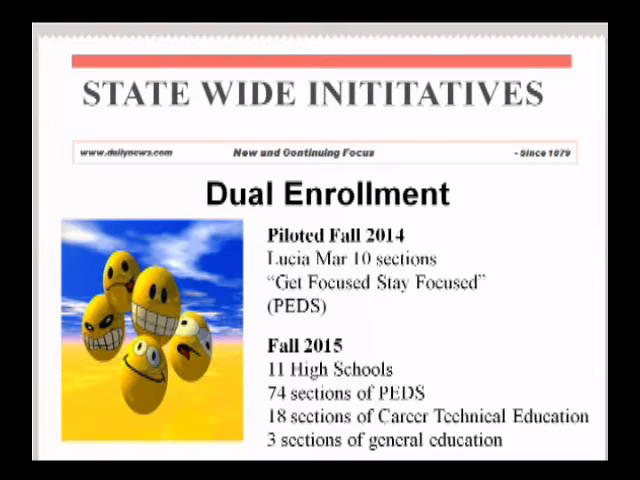 STATE WIDE INITITATIVES
www.dailynews.com New and Continuing Focus - Since 1879
Dual Enrollment
Piloted Fall 2014
Lucia Mar 10 sections
“Get Focused Stay Focused”
(PEDS)
Fall 2015
11 High Schools
74 sections of PEDS
18 sections of Career Technical Education
3 sections of general education